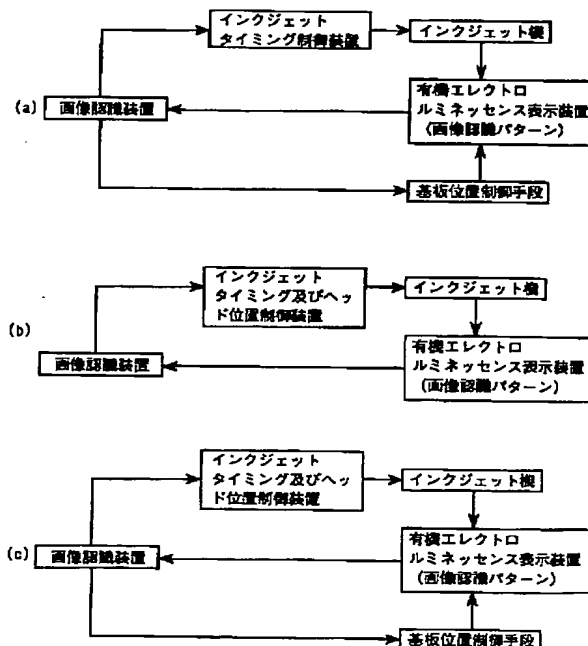 インクジェット
タイミング制御装置
インクジェット機
(a)
画像認識装置
有機エレクトロ
ルミネッセンス表示装置
(画像認識パターン)
基板位置制御手段
インクジェット
タイミング及びヘッ
ド位置制御装置
インクジェット機
(b)
画像認識装置
有機エレクトロ
ルミネッセンス表示装置
(画像認識パターン)
インクジェット
タイミング及びヘッ
ド位置制御装置
インクジェット機
(c)
画像認識装置
有機エレクトロ
ルミネッセンス表示装置
(画像認識パターン)
基板位置制御手段